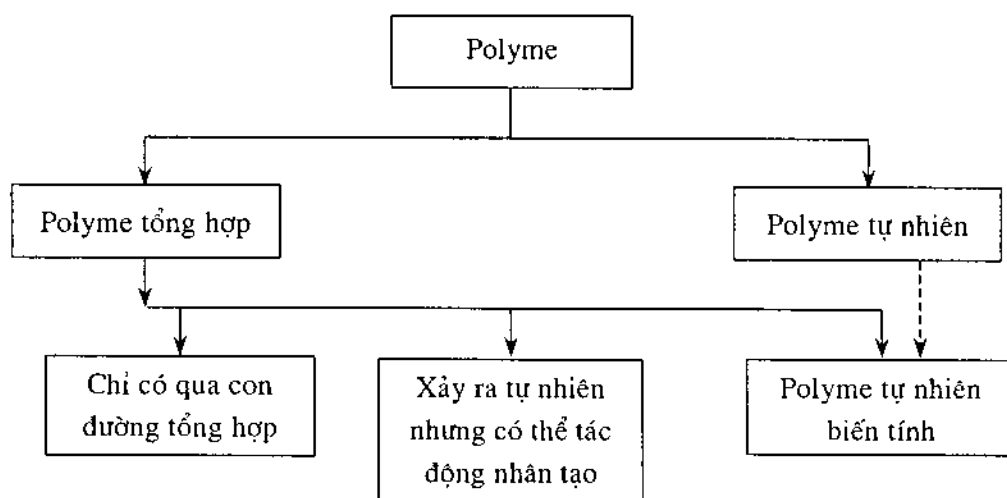 Polyme
Polyme tổng hợp
Polyme tự nhiên
Chỉ có qua con
đường tổng hợp
Xảy ra tự nhiên
nhưng có thể tác
động nhân tạo
Polyme tự nhiên
biến tính